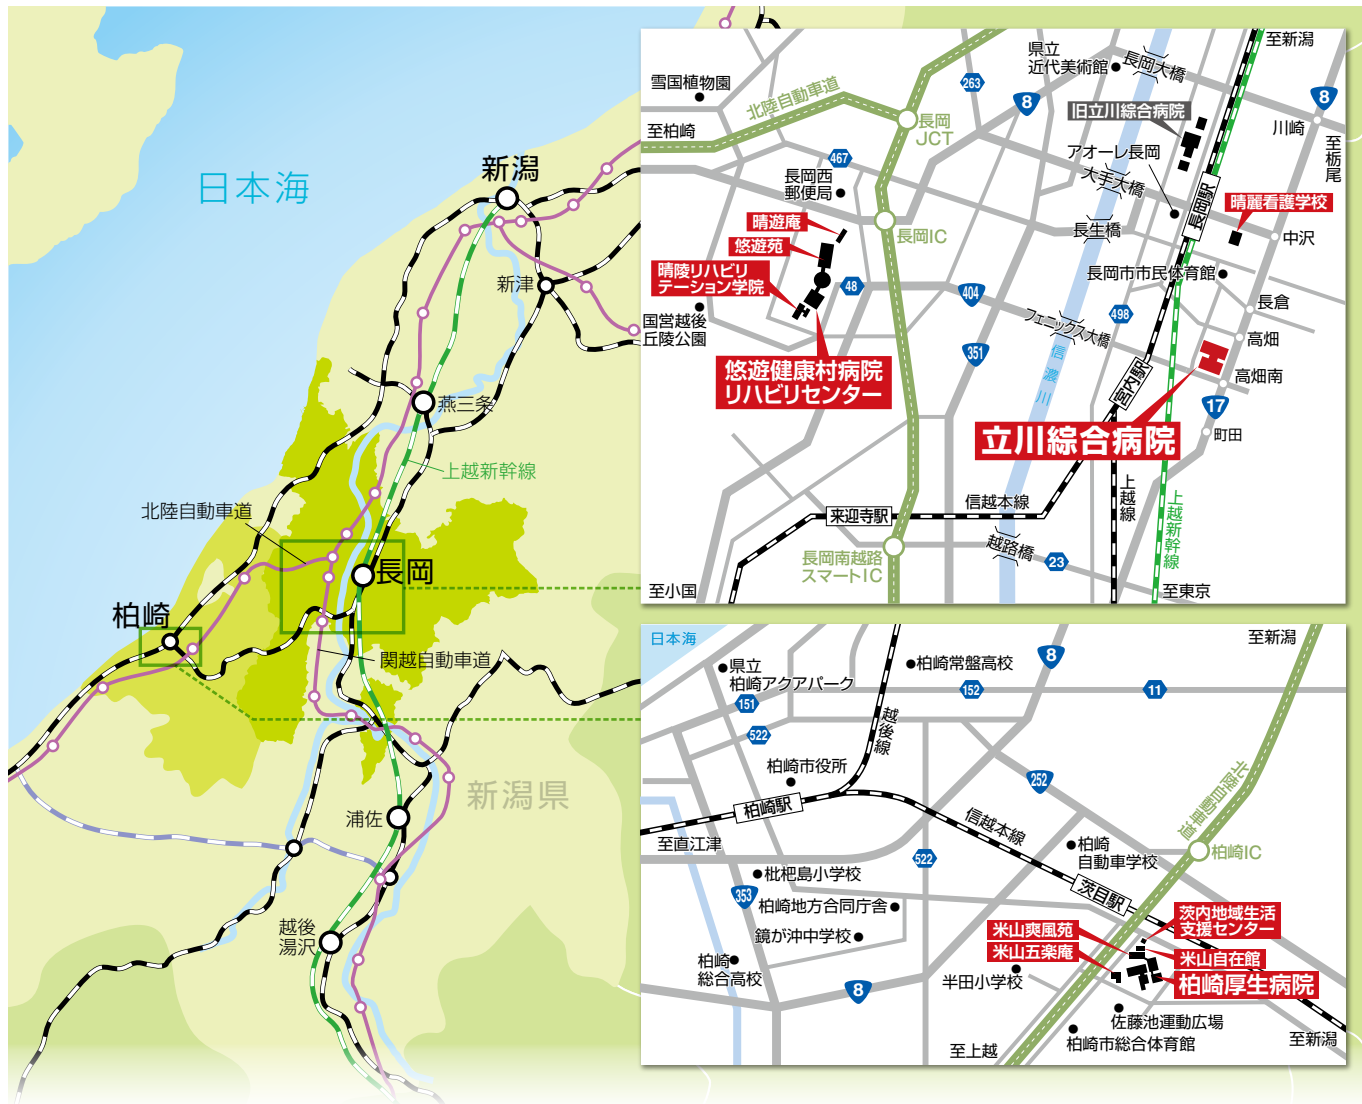 日本海
新潟
新津
燕三条
上越新幹線
北陸自動車道
長岡
柏崎
関越自動車道
新潟県
浦佐
越後
湯沢
雪国植物園
至柏崎
北陸自動車道
長岡
JCT
263
8
県立
近代美術館
長岡大橋
至新潟
8
川崎
至栃尾
旧立川綜合病院
アオーレ長岡
大手大橋
長生橋
長岡駅
晴麗看護学校
中沢
467
長岡西
郵便局
晴遊庵
悠遊苑
晴陵リハビリ
テーション学院
長岡IC
48
404
351
国営越後
丘陵公園
悠遊健康村病院
リハビリセンター
長岡市市民体育館
長倉
498
フェニックス大橋
信濃川
高畑
高畑南
宮内駅
17
町田
立川綜合病院
信越本線
来迎寺駅
上越線
上越新幹線
越路橋
23
長岡南越路
スマートIC
至小国
至東京
日本海
県立
柏崎アクアパーク
柏崎常盤高校
8
至新潟
151
152
11
522
越後線
柏崎市役所
柏崎駅
252
北陸自動車道
至直江津
信越本線
522
柏崎
自動車学校
柏崎IC
枇杷島小学校
353
柏崎地方合同庁舎
茨目駅
鏡が沖中学校
茨内地域生活
支援センター
米山爽風苑
米山五楽庵
米山自在館
柏崎厚生病院
柏崎
総合高校
8
半田小学校
佐藤池運動広場
柏崎市総合体育館
至上越
至新潟